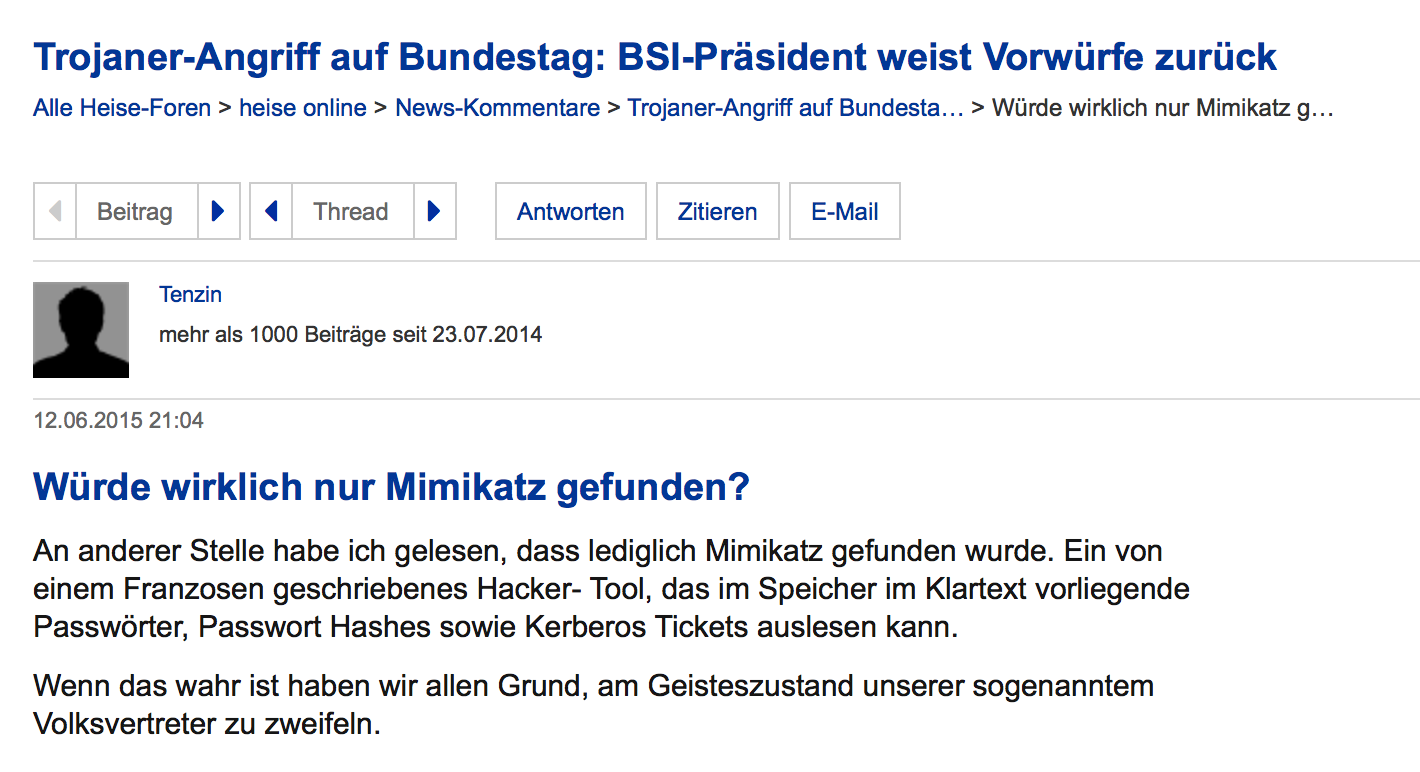 Trojaner-Angriff auf Bundestag: BSI-Präsident weist Vorwürfe zurück
Alle Heise-Foren > heise online > News-Kommentare > Trojaner-Angriff auf Bundesta… > Würde wirklich nur Mimikatz g…
Beitrag Thread Antworten Zitieren E-Mail
Tenzin
mehr als 1000 Beiträge seit 23.07.2014
12.06.2015 21:04
Würde wirklich nur Mimikatz gefunden?
An anderer Stelle habe ich gelesen, dass lediglich Mimikatz gefunden wurde. Ein von
einem Franzosen geschriebenes Hacker- Tool, das im Speicher im Klartext vorliegende
Passwörter, Passwort Hashes sowie Kerberos Tickets auslesen kann.
Wenn das wahr ist haben wir allen Grund, am Geisteszustand unserer sogenanntem
Volksvertreter zu zweifeln.